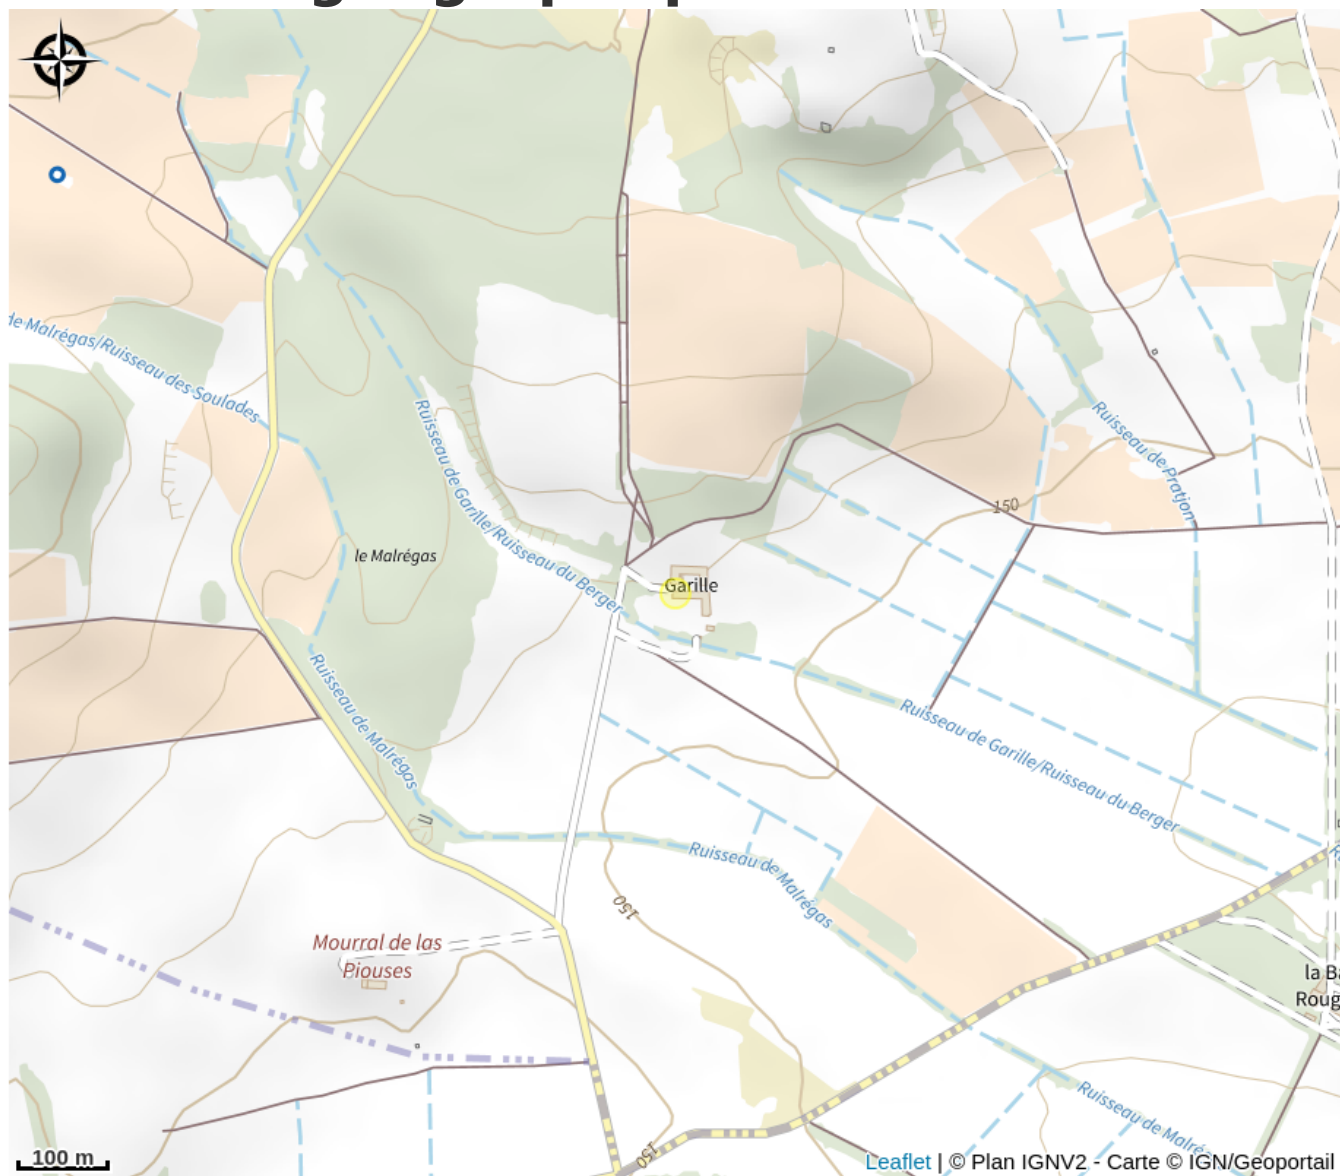 de Malrégas/Ruisseau des Soulades
Ruisseau de Garille/Ruisseau du Berger
Ruisseau de Pratjon
150
le Malrégas
Garille
Ruisseau de Malrégas
Ruisseau de Garille/Ruisseau du Berger
Ruisseau de Malrégas
150
Mourral de las
Piouses
la Ba
Roug
Ruisseau de Malréga
150
100 m
Leaflet | © Plan IGNV2 - Carte © IGN/Geoportail